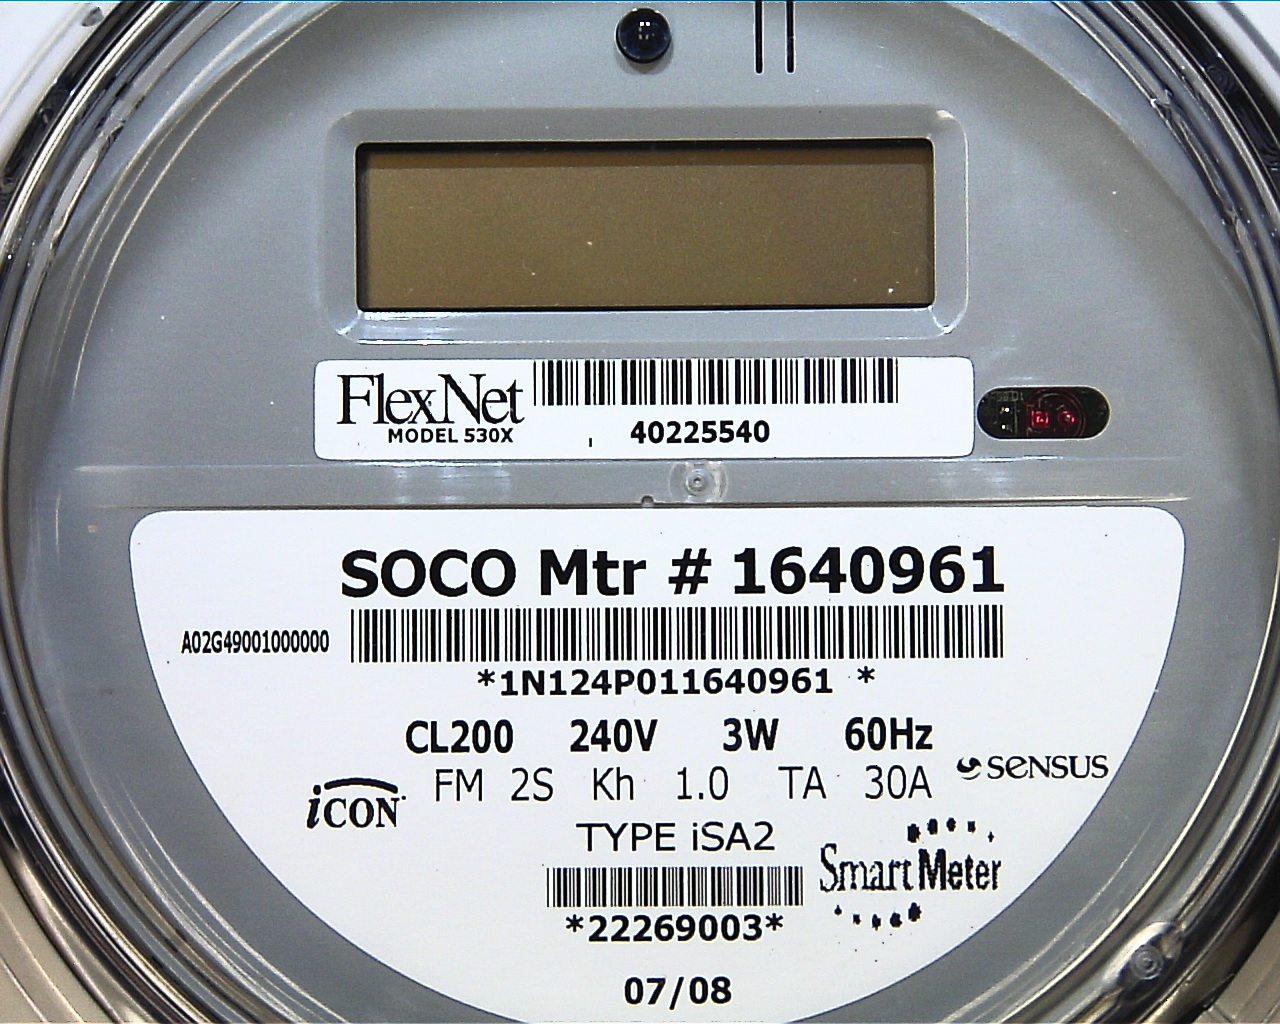 FlexNet
MODEL 530X
40225540
SOCO Mtr # 1640961
A02G49001000000
*1N124P011640961 *
CL200 240V 3W 60Hz
FM 2S Kh 1.0 TA 30A
SENSUS
iCON
TYPE iSA2
SmartMeter
*22269003*
07/08